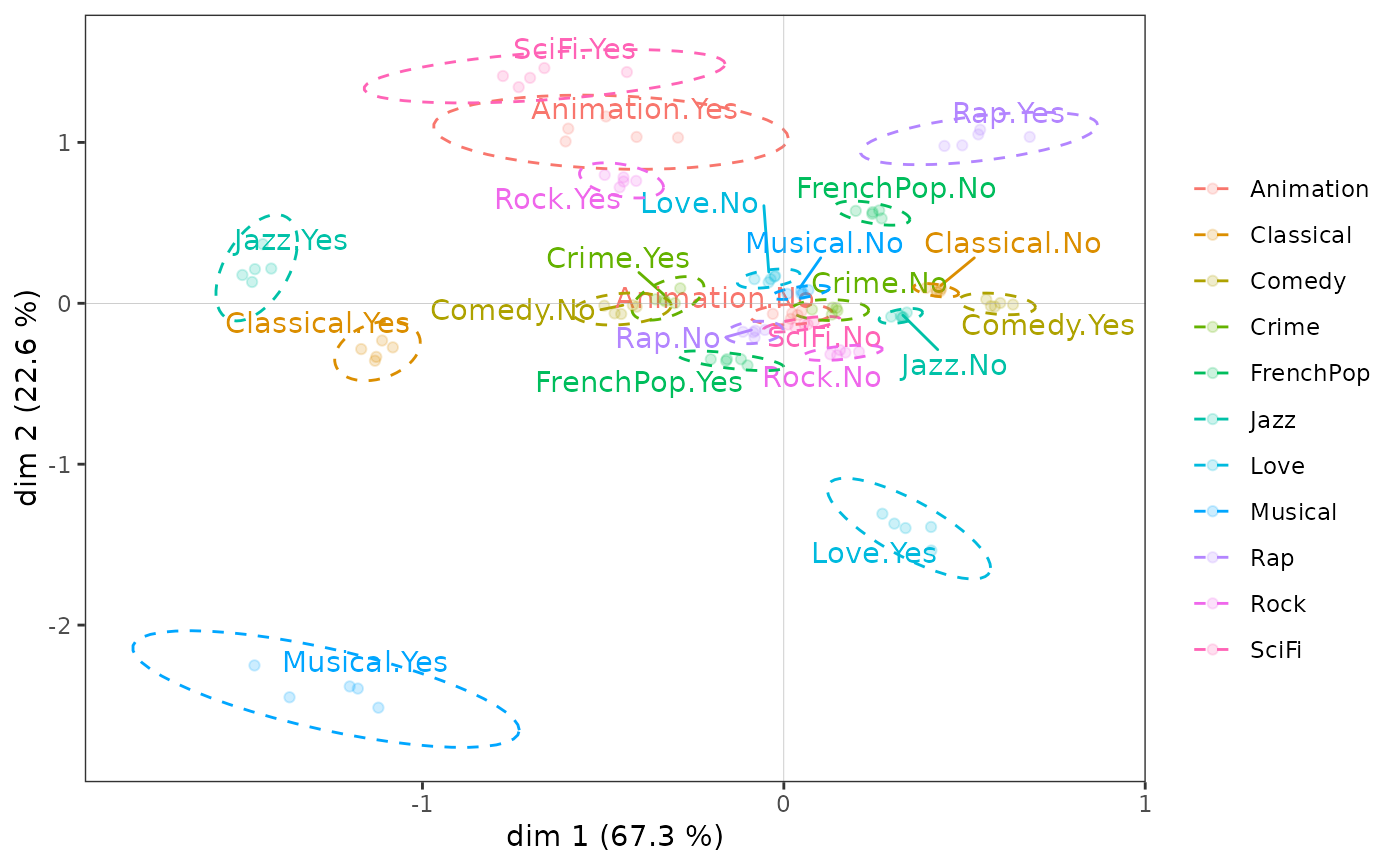 SciFi.Yes
Animation.Yes
Rap.Yes
1
FrenchPop.No
Rock.Yes
Love.No
Jazz.Yes
Musical.No
Classical.No
Crime.Yes
Crime.No
Animation.No
0
Comedy.No
Classical.Yes
Comedy.Yes
Rap.No
SciFi.No
Jazz.No
Rock.No
FrenchPop.Yes
-1
Love.Yes
-2
Musical.Yes
-1
0
1
dim 1 (67.3 %)
dim 2 (22.6 %)
Animation
Classical
Comedy
Crime
FrenchPop
Jazz
Love
Musical
Rap
Rock
SciFi